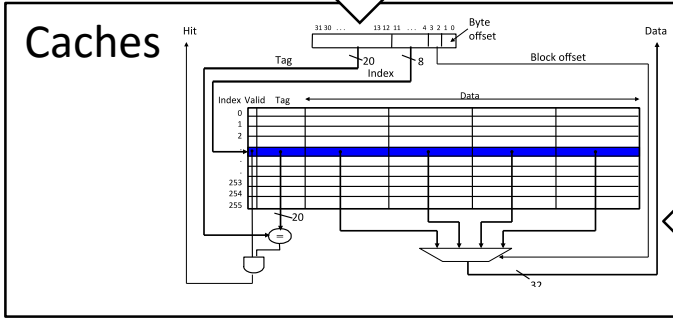 Caches
Hit
31 30 . . . 13 12 11 . . . 4 3 2 1 0
Byte
offset
Data
Tag
20
8
Index
Block offset
Index Valid Tag
Data
0
1
2
.
.
.
253
254
255
20
=
32